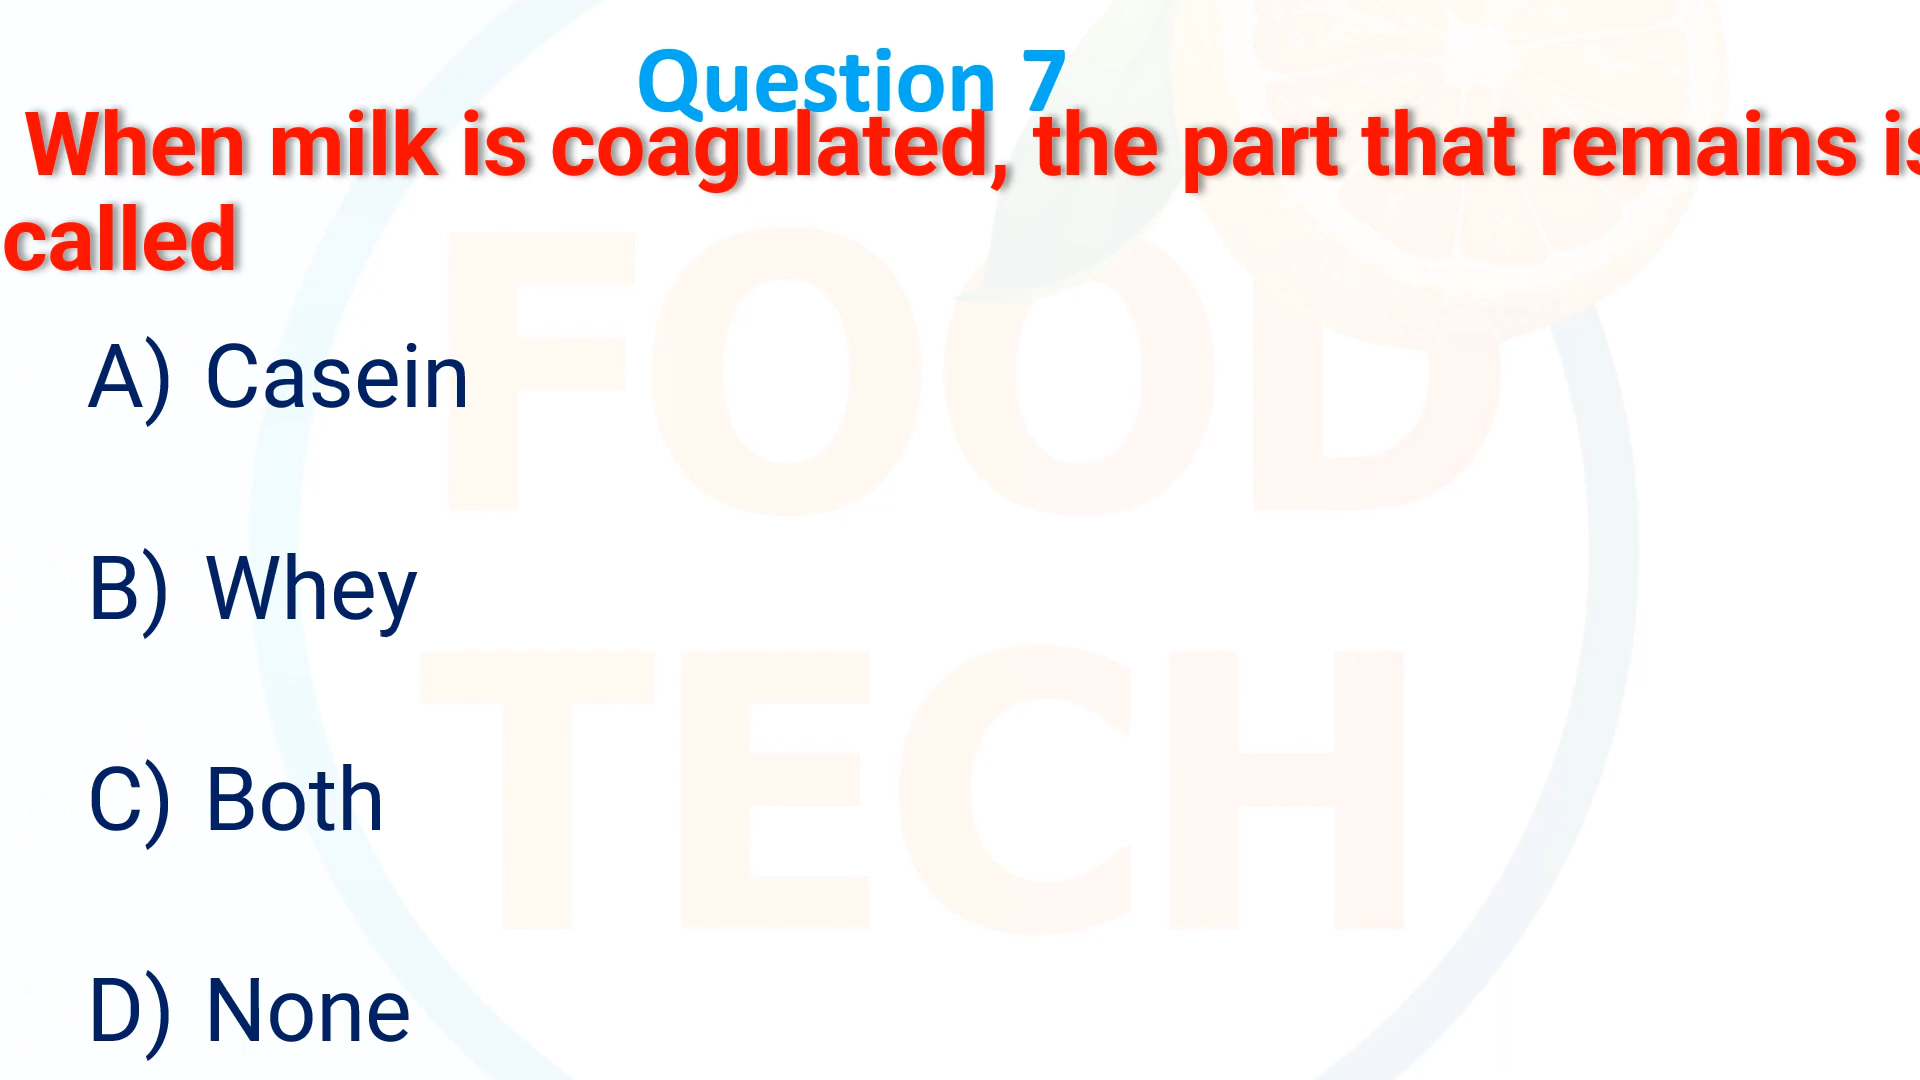 Question 7
When milk is coagulated, the part that remains is
called
A) Casein
B) Whey
C) Both
D) None
FOOD
TECH